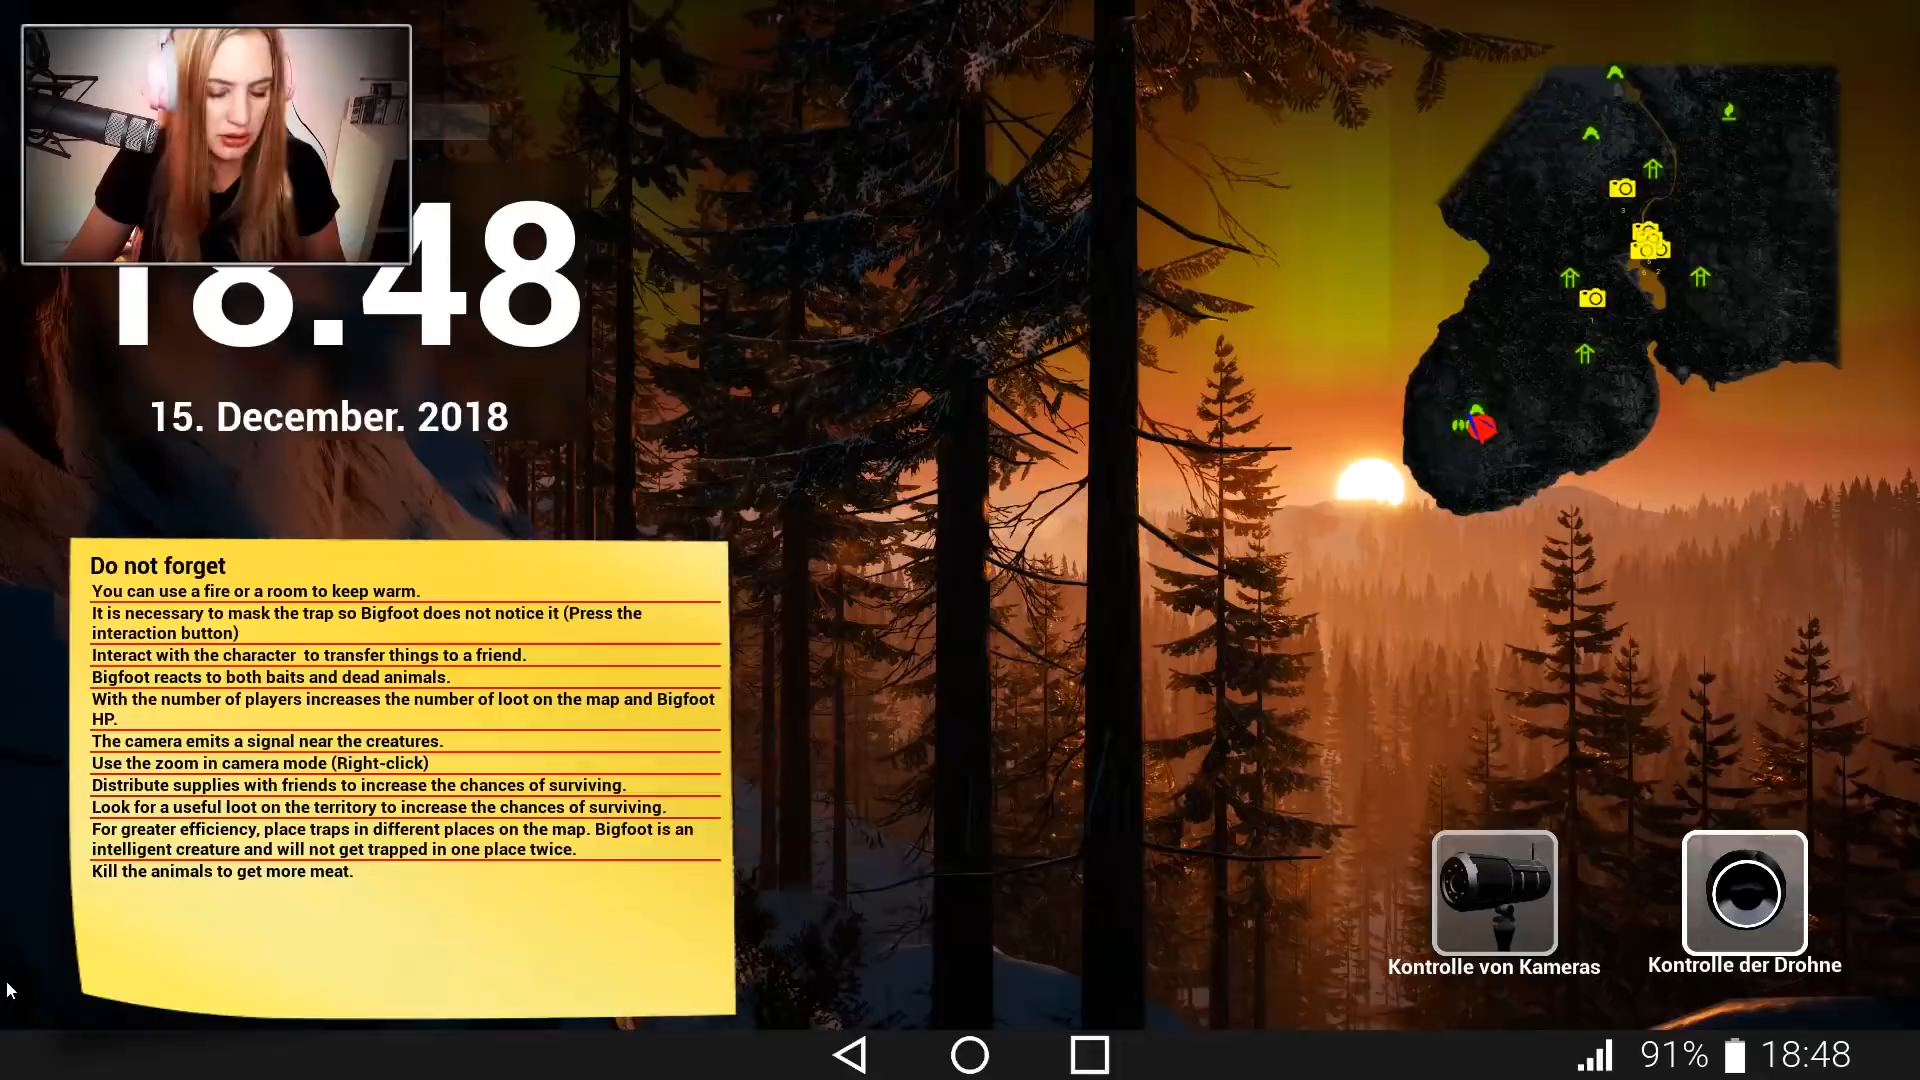 18.48
15. December. 2018
Do not forget
You can use a fire or a room to keep warm.
It is necessary to mask the trap so Bigfoot does not notice it (Press the
interaction button)
Interact with the character  to transfer things to a friend.
Bigfoot reacts to both baits and dead animals.
With the number of players increases the number of loot on the map and Bigfoot
HP.
The camera emits a signal near the creatures.
Use the zoom in camera mode (Right-click)
Distribute supplies with friends to increase the chances of surviving.
Look for a useful loot on the territory to increase the chances of surviving.
For greater efficiency, place traps in different places on the map. Bigfoot is an
intelligent creature and will not get trapped in one place twice.
Kill the animals to get more meat.
3
6 2
Kontrolle von Kameras
Kontrolle der Drohne
91% 18:48